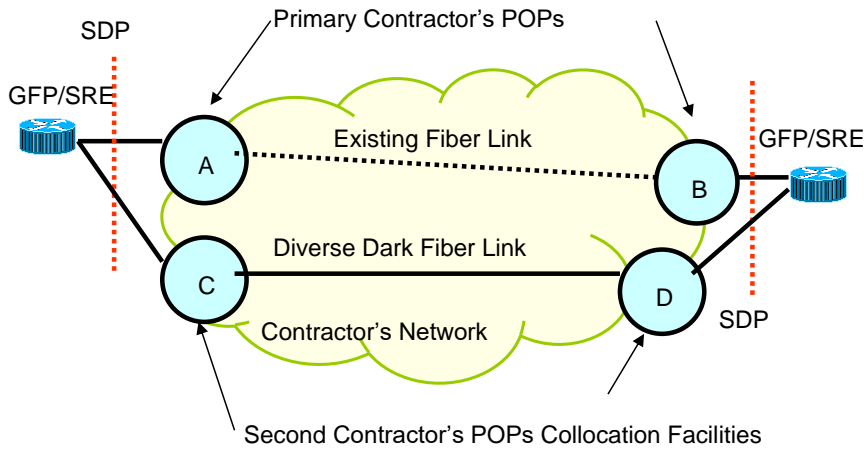 Primary Contractor's POPs
SDP
GFP/SRE
Existing Fiber Link
GFP/SRE
A
B
Diverse Dark Fiber Link
C
D
SDP
Contractor's Network
Second Contractor's POPs Collocation Facilities